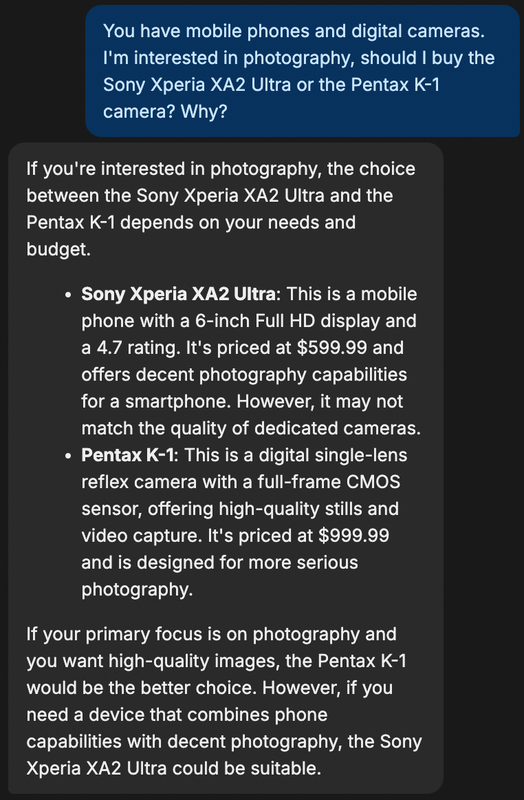 You have mobile phones and digital cameras.
I'm interested in photography, should I buy the
Sony Xperia XA2 Ultra or the Pentax K-1
camera? Why?
If you're interested in photography, the choice
between the Sony Xperia XA2 Ultra and the
Pentax K-1 depends on your needs and
budget.
• Sony Xperia XA2 Ultra: This is a mobile
phone with a 6-inch Full HD display and
a 4.7 rating. It's priced at $599.99 and
offers decent photography capabilities
for a smartphone. However, it may not
match the quality of dedicated cameras.
• Pentax K-1: This is a digital single-lens
reflex camera with a full-frame CMOS
sensor, offering high-quality stills and
video capture. It's priced at $999.99
and is designed for more serious
photography.
If your primary focus is on photography and
you want high-quality images, the Pentax K-1
would be the better choice. However, if you
need a device that combines phone
capabilities with decent photography, the Sony
Xperia XA2 Ultra could be suitable.